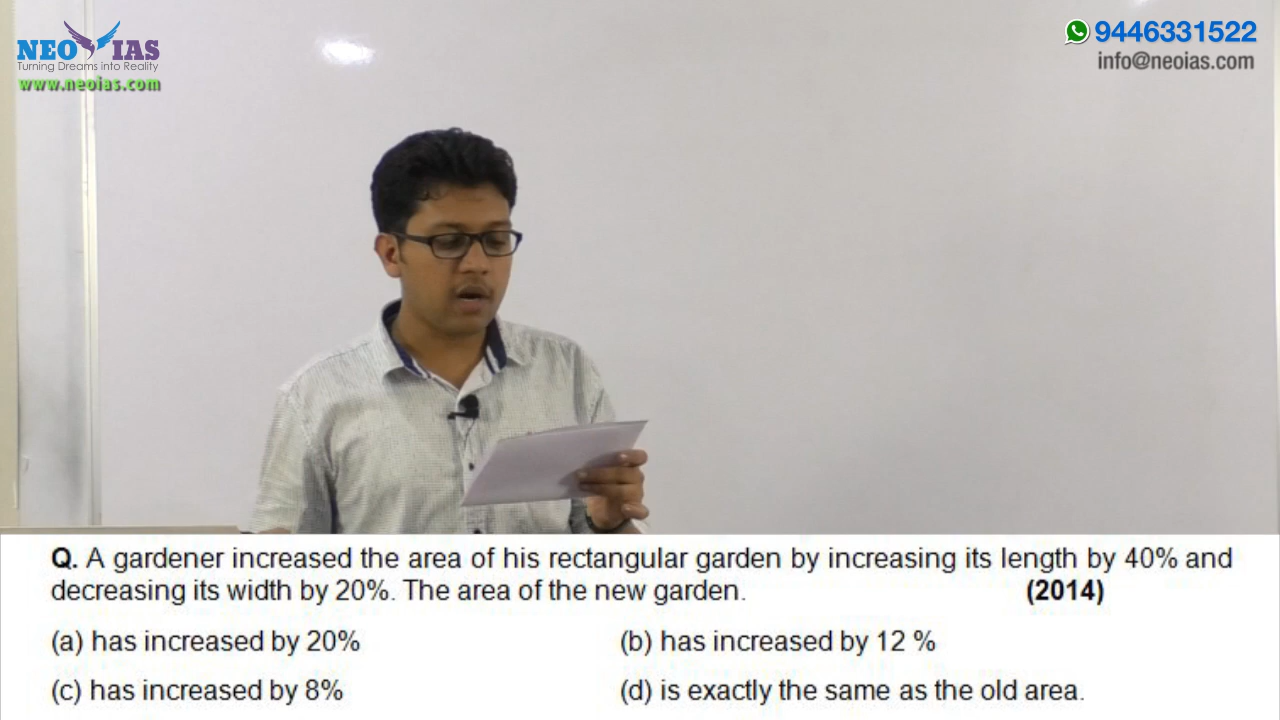 NEO IAS
Turning Dreams into Reality
www.neoias.com
9446331522
info@neoias.com
Q. A gardener increased the area of his rectangular garden by increasing its length by 40% and
decreasing its width by 20%. The area of the new garden. (2014)
(a) has increased by 20% (b) has increased by 12 %
(c) has increased by 8% (d) is exactly the same as the old area.